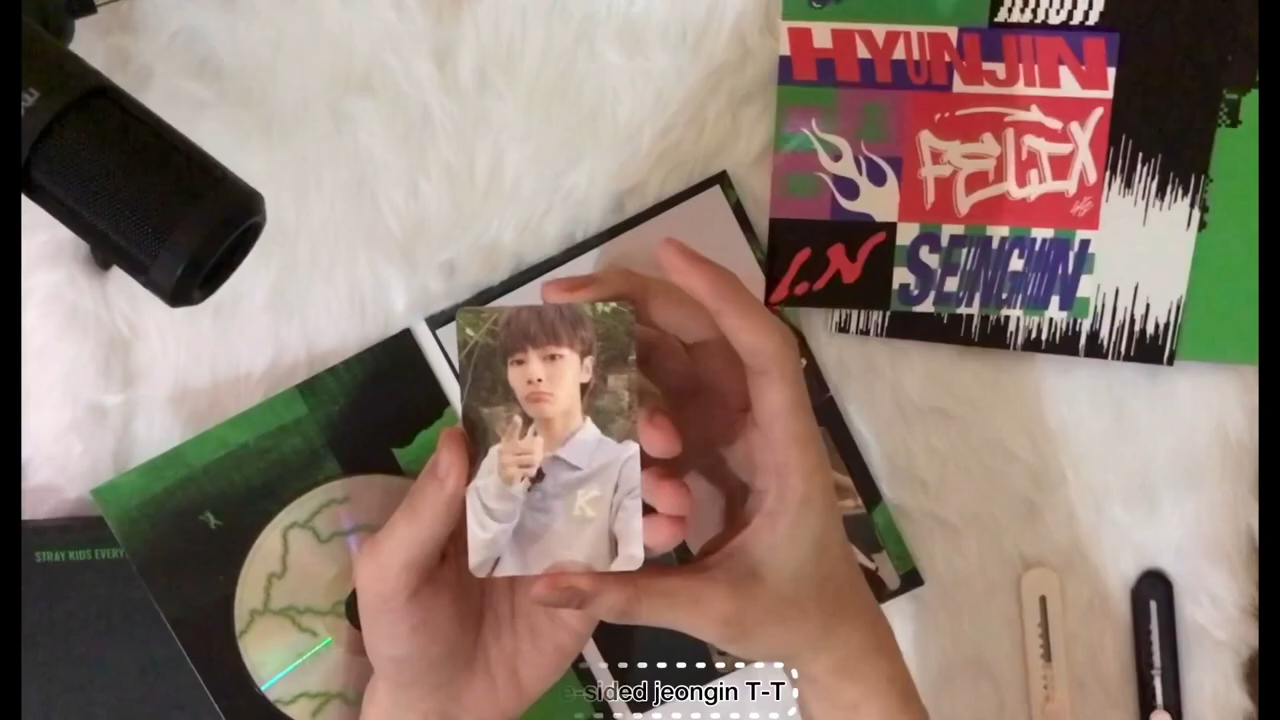 HYUNJIN
FELIX
I.N
SEUNGMIN
K
STRAY KIDS EVERY
-sided jeongin T-T